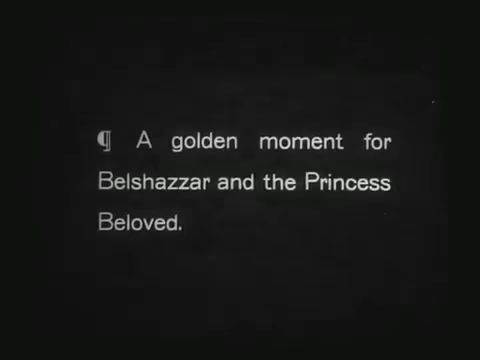 ¶ A golden moment for
Belshazzar and the Princess
Beloved.